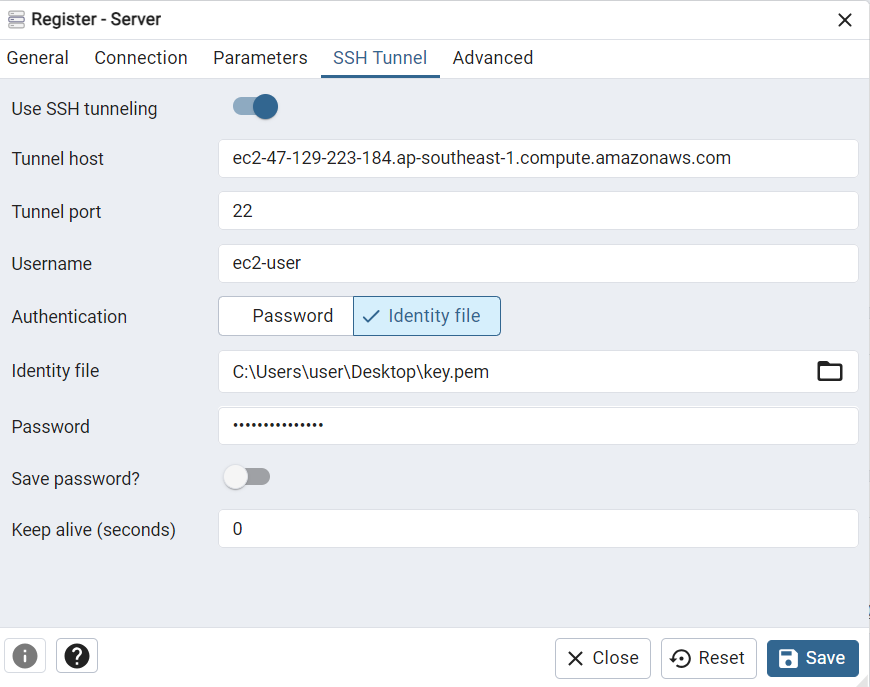 Register - Server
General Connection Parameters SSH Tunnel Advanced
Use SSH tunneling
Tunnel host ec2-47-129-223-184.ap-southeast-1.compute.amazonaws.com
Tunnel port 22
Username ec2-user
Authentication Password Identity file
Identity file C:\Users\user\Desktop\key.pem
Password •••••••••••••••
Save password?
Keep alive (seconds) 0
Close Reset Save